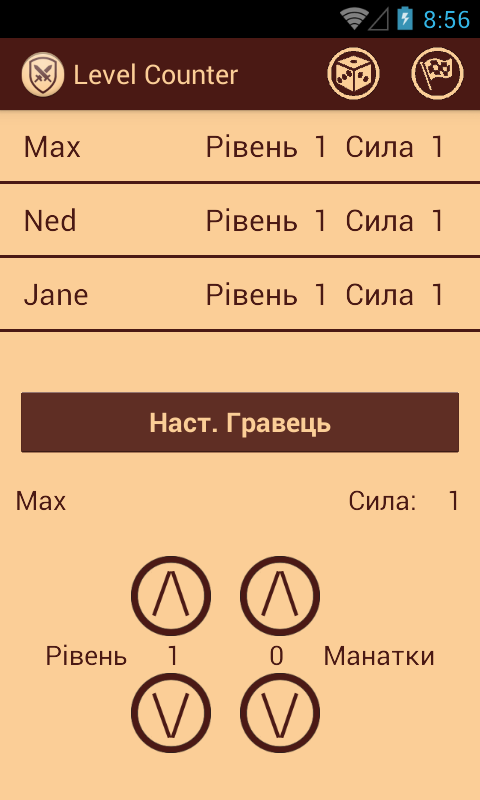 8:56
Level Counter
Max Рівень 1 Сила 1
Ned Рівень 1 Сила 1
Jane Рівень 1 Сила 1
Наст. Гравець
Max Сила: 1
Рівень 1 0 Манатки